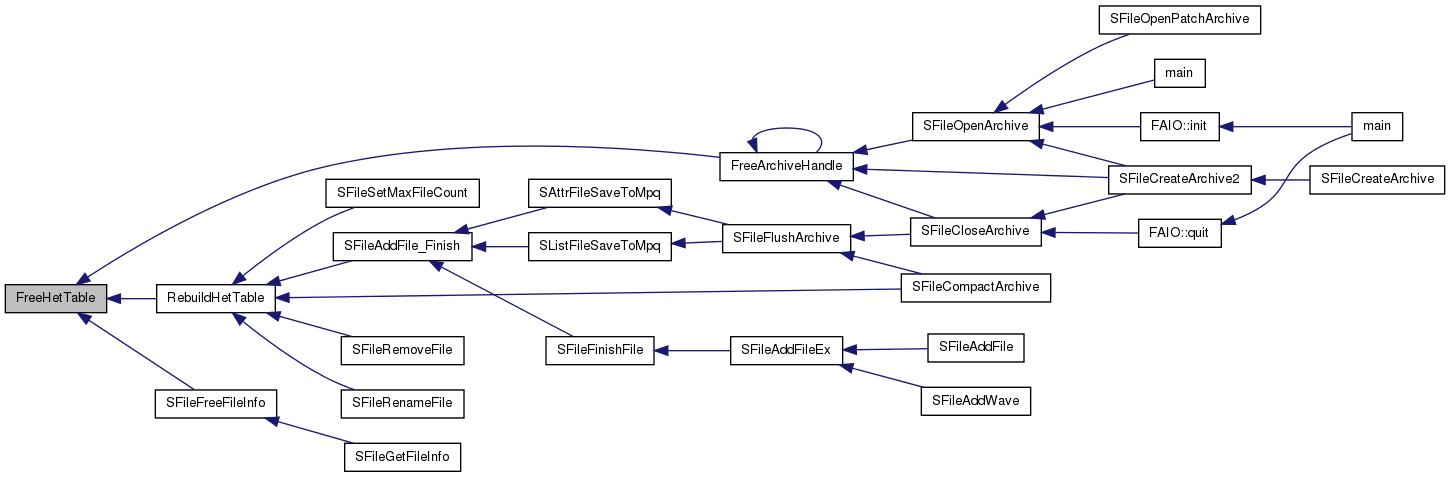 SFileOpenPatchArchive
main
SFileOpenArchive
FAIO::init
main
FreeArchiveHandle
SFileCreateArchive2
SFileCreateArchive
SFileSetMaxFileCount
SAttrFileSaveToMpq
SFileAddFile_Finish
SListFileSaveToMpq
SFileFlushArchive
SFileCloseArchive
FAIO::quit
FreeHetTable
RebuildHetTable
SFileCompactArchive
SFileRemoveFile
SFileFinishFile
SFileAddFileEx
SFileAddFile
SFileFreeFileInfo
SFileRenameFile
SFileAddWave
SFileGetFileInfo